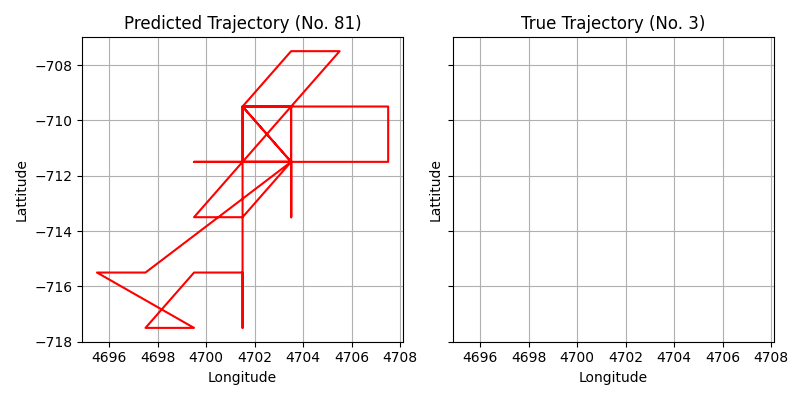 Predicted Trajectory (No. 81)
True Trajectory (No. 3)
−708
−710
−712
−714
−716
−718
Lattitude
Lattitude
4696 4698 4700 4702 4704 4706 4708
4696 4698 4700 4702 4704 4706 4708
Longitude
Longitude